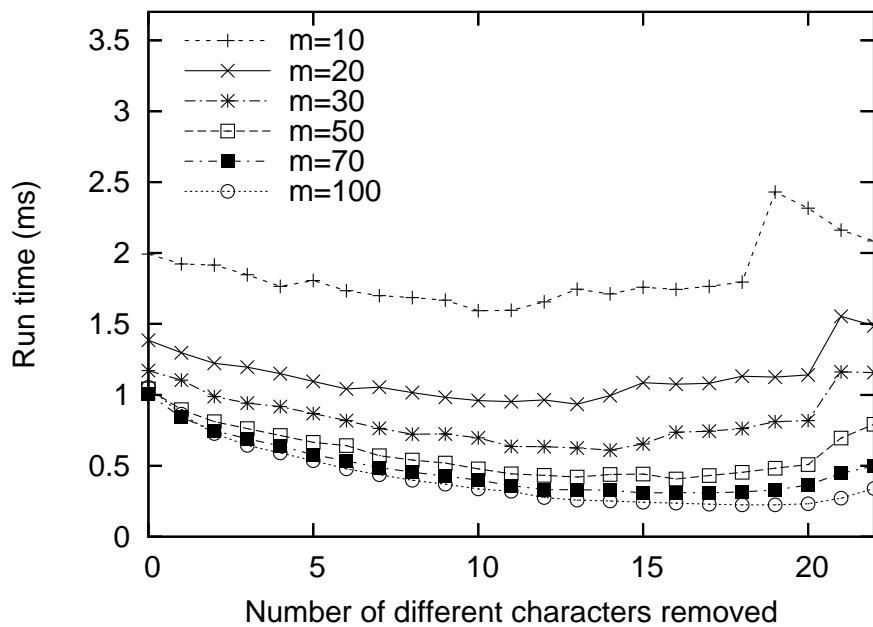 3.5
3
2.5
2
1.5
1
0.5
0
0
5
10
15
20
Run time (ms)
Number of different characters removed
m=10
m=20
m=30
m=50
m=70
m=100